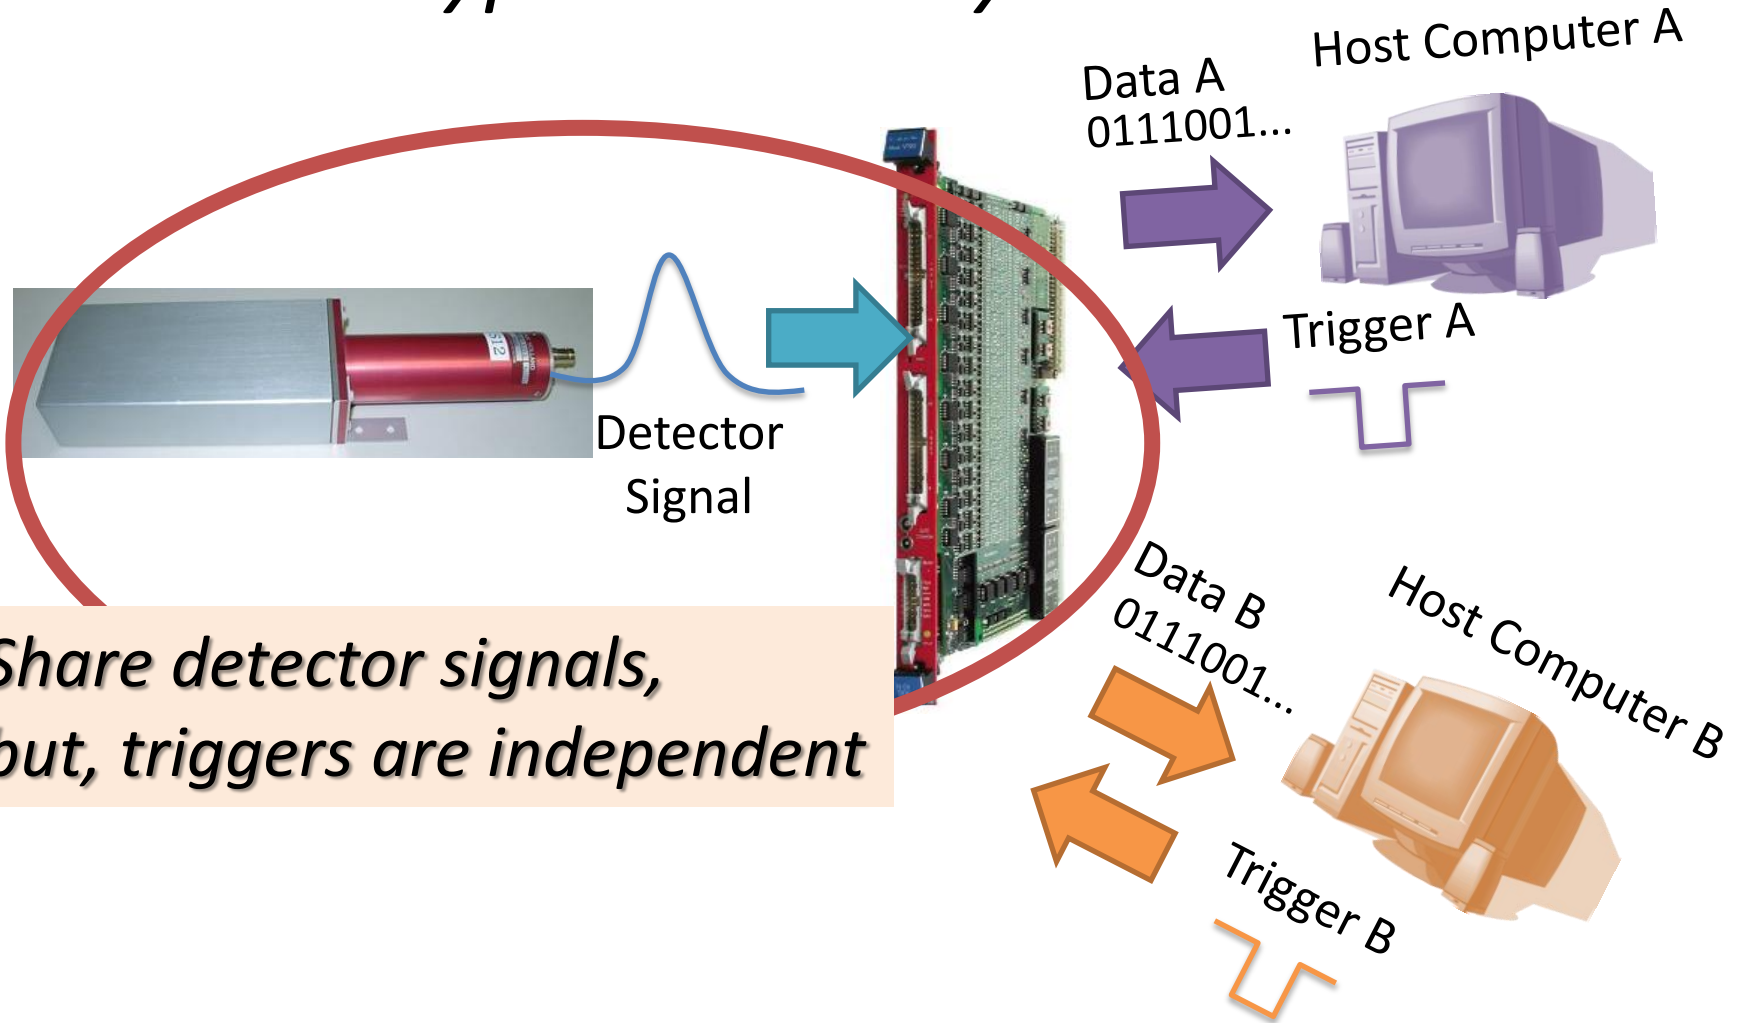 Host Computer A
Data A
0111001...
Trigger A
Detector
Signal
Data B
0111001...
Host Computer B
Share detector signals,
but, triggers are independent
Trigger B